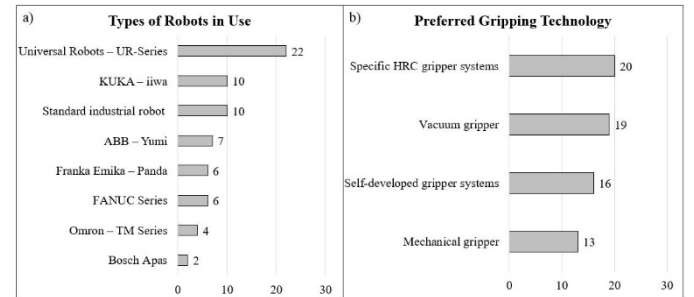 a)
Types of Robots in Use
Universal Robots – UR-Series
22
KUKA – iiwa
10
Standard industrial robot
10
ABB – Yumi
7
Franka Emika – Panda
6
FANUC Series
6
Omron – TM Series
4
Bosch Apas
2
0 10 20 30
b)
Preferred Gripping Technology
Specific HRC gripper systems
20
Vacuum gripper
19
Self-developed gripper systems
16
Mechanical gripper
13
0 10 20 30